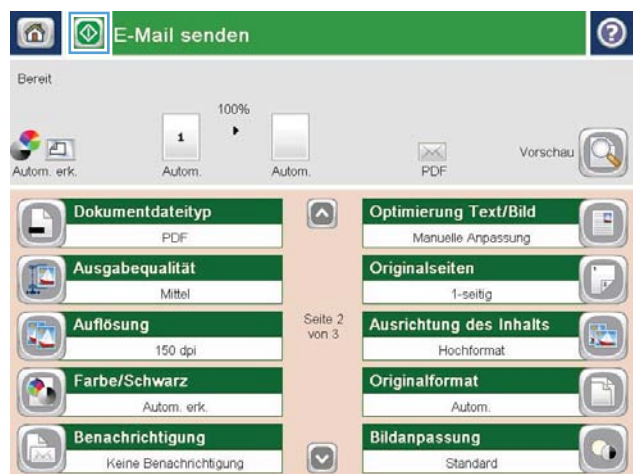 E-Mail senden
Bereit
100%
1
Autom. erk.
Autom.
Autom.
PDF
Vorschau
Dokumentdateityp
PDF
Ausgabequalität
Mittel
Auflösung
150 dpi
Farbe/Schwarz
Autom. erk.
Benachrichtigung
Keine Benachrichtigung
Seite 2
von 3
Optimierung Text/Bild
Manuelle Anpassung
Originalseiten
1-seitig
Ausrichtung des Inhalts
Hochformat
Originalformat
Autom.
Bildanpassung
Standard